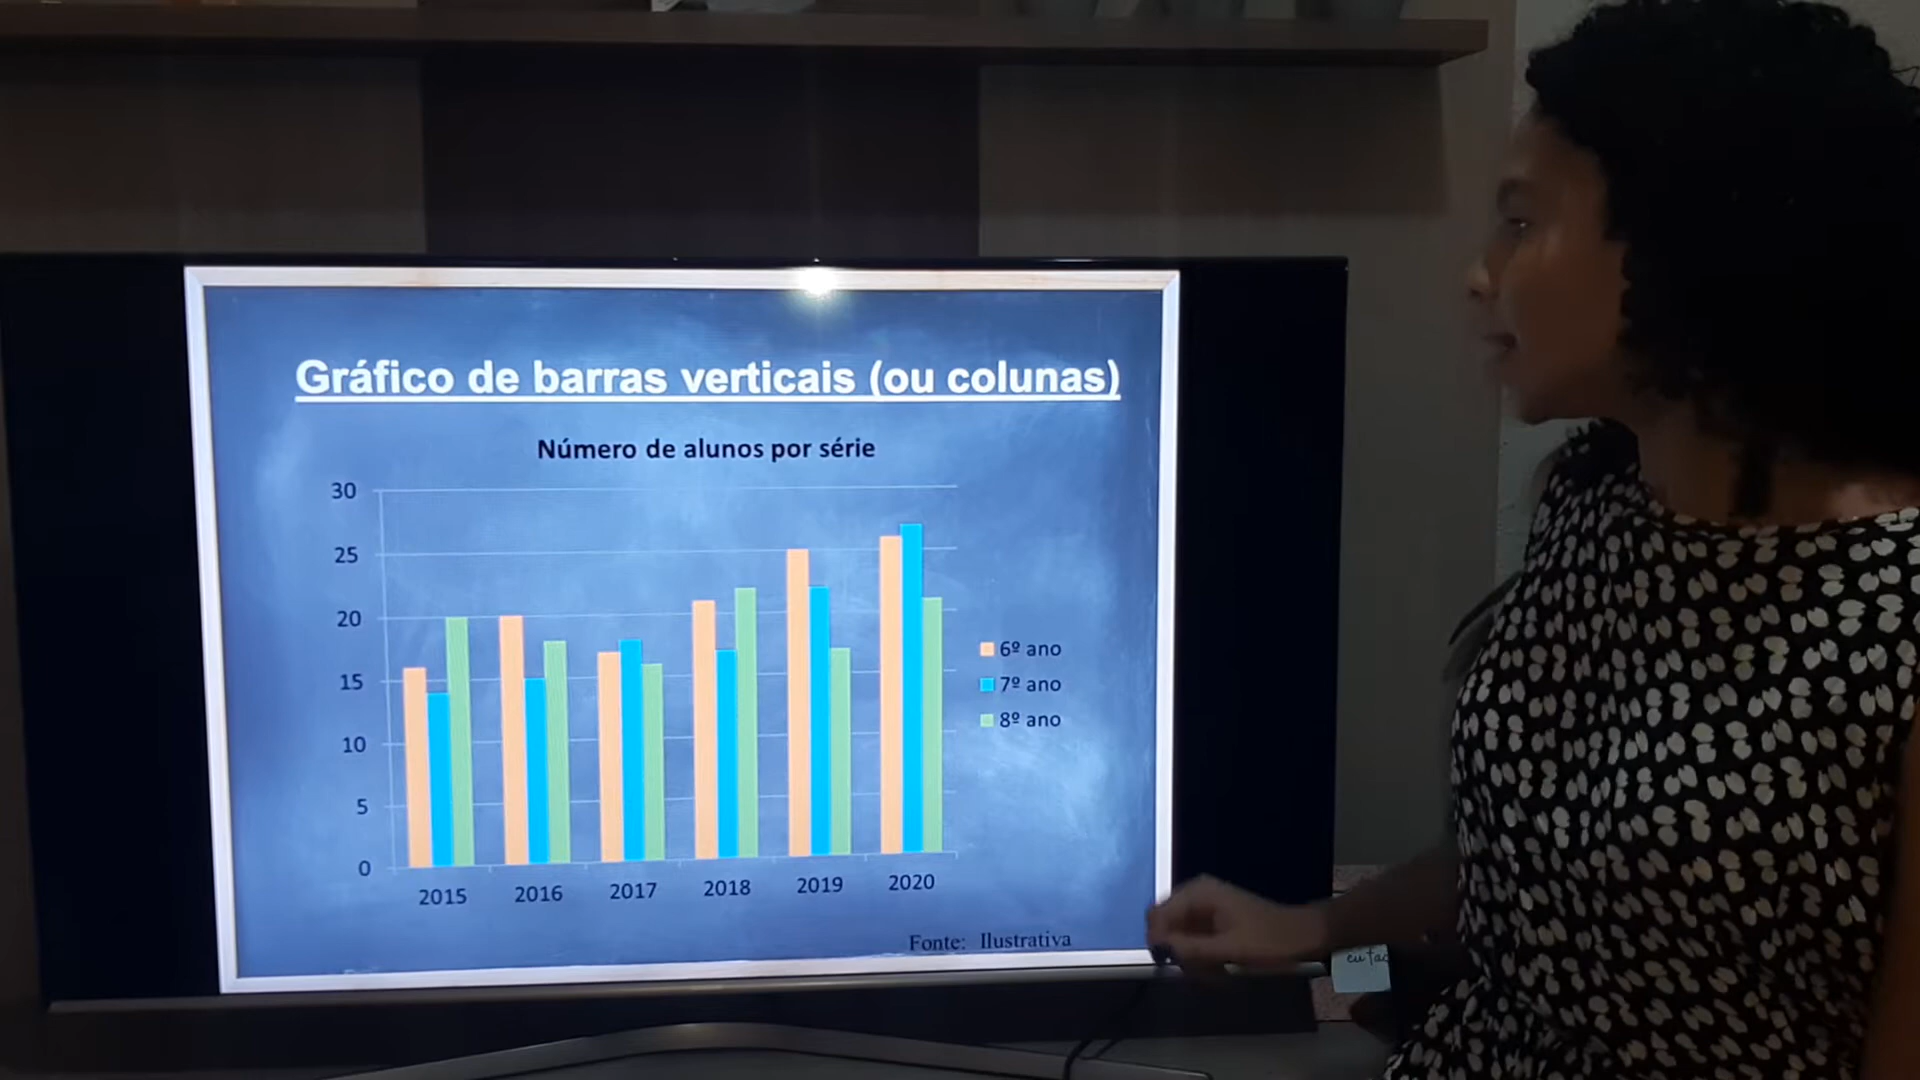 Gráfico de barras verticais (ou colunas)
Número de alunos por série
30
25
20
15
10
5
0
2015 2016 2017 2018 2019 2020
6º ano
7º ano
8º ano
Fonte: Ilustrativa
eu